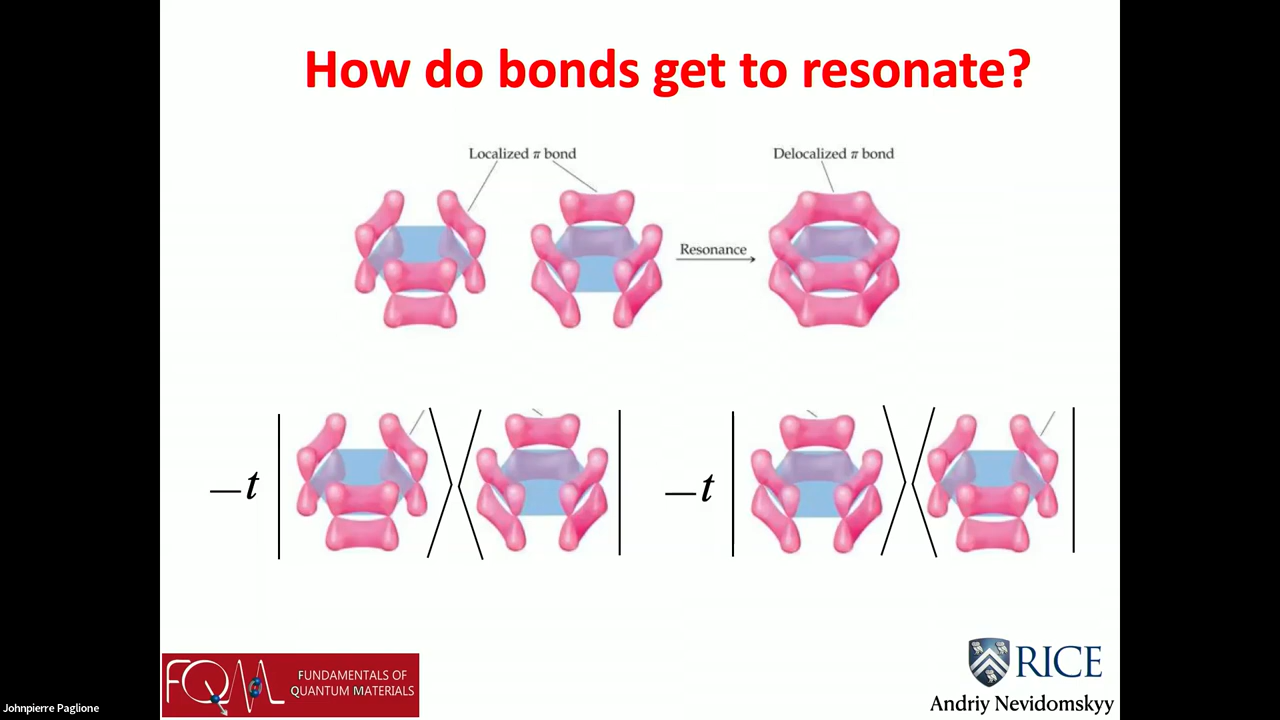 How do bonds get to resonate?
Localized π bond
Delocalized π bond
Resonance
−t
−t
FQM
FUNDAMENTALS OF
QUANTUM MATERIALS
RICE
Andriy Nevidomskyy
Johnpierre Paglione